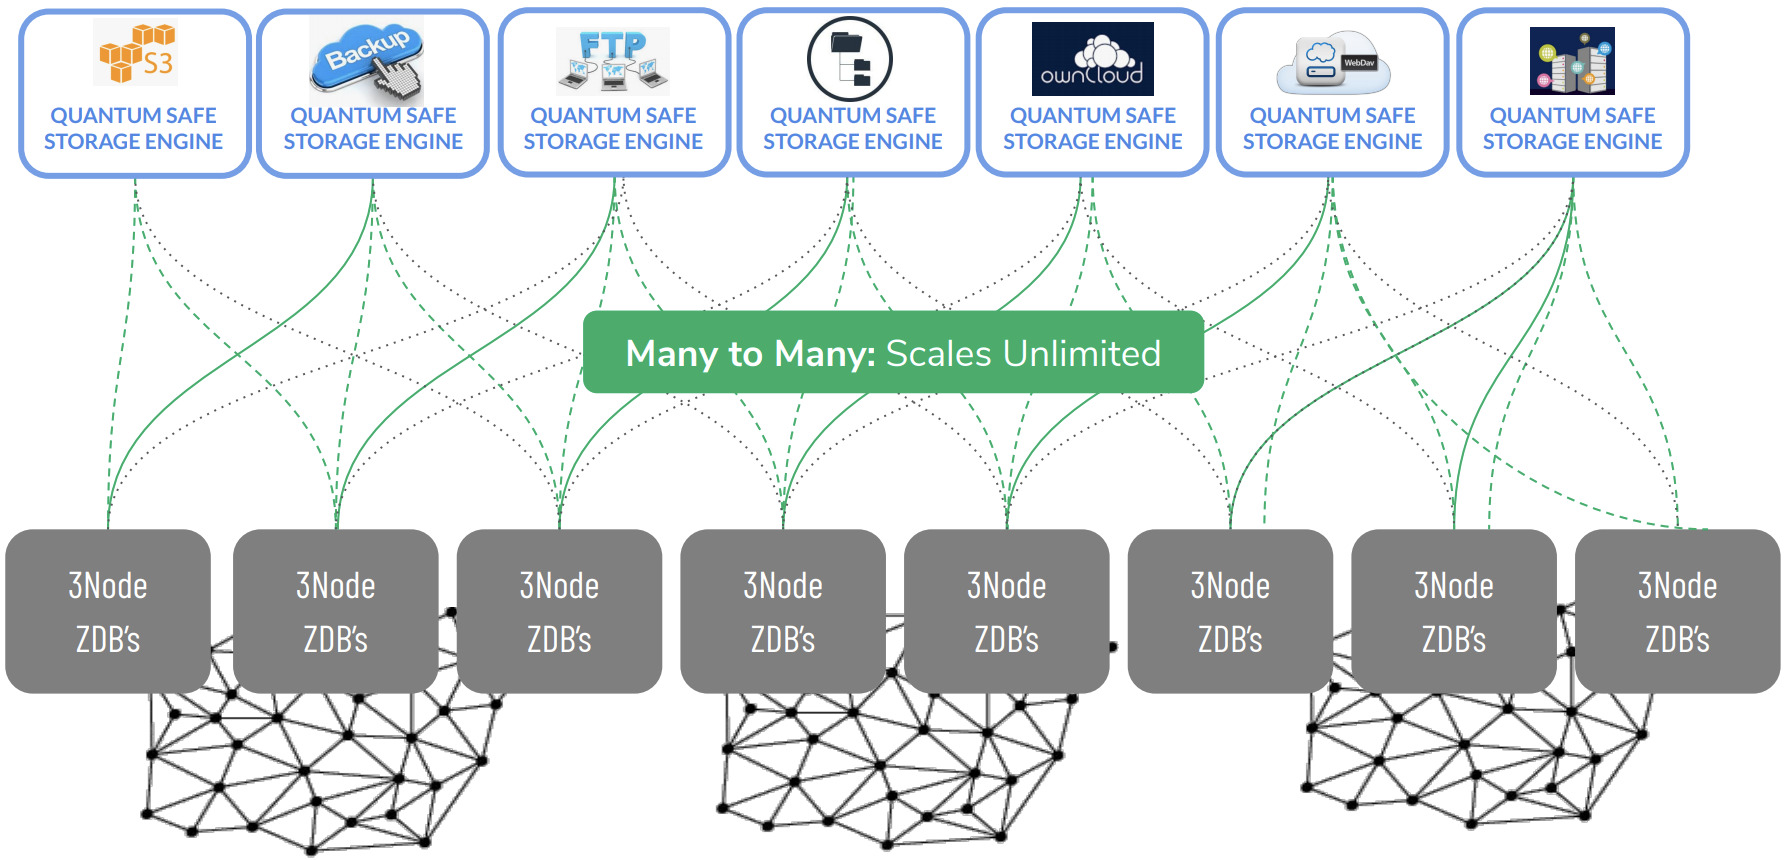 S3
Backup
FTP
ownCloud
WebDav
QUANTUM SAFE
STORAGE ENGINE
QUANTUM SAFE
STORAGE ENGINE
QUANTUM SAFE
STORAGE ENGINE
QUANTUM SAFE
STORAGE ENGINE
QUANTUM SAFE
STORAGE ENGINE
QUANTUM SAFE
STORAGE ENGINE
QUANTUM SAFE
STORAGE ENGINE
Many to Many: Scales Unlimited
3Node
ZDB's
3Node
ZDB's
3Node
ZDB's
3Node
ZDB's
3Node
ZDB's
3Node
ZDB's
3Node
ZDB's
3Node
ZDB's